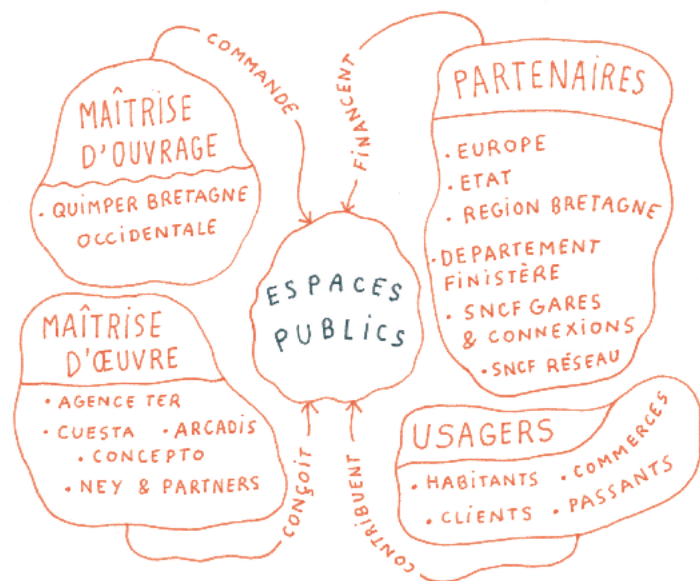 COMMANDE
MAÎTRISE
D'OUVRAGE
• QUIMPER BRETAGNE
OCCIDENTALE
FINANCENT
PARTENAIRES
• EUROPE
• ETAT
• REGION BRETAGNE
• DEPARTEMENT
FINISTÈRE
• SNCF GARES
& CONNEXIONS
• SNCF RÉSEAU
ESPACES
PUBLICS
MAÎTRISE
D'ŒUVRE
• AGENCE TER
• CUESTA • ARCADIS
• CONCEPTO
• NEY & PARTNERS
CONÇOIT
CONTRIBUENT
USAGERS
• HABITANTS • COMMERCES
• CLIENTS • PASSANTS